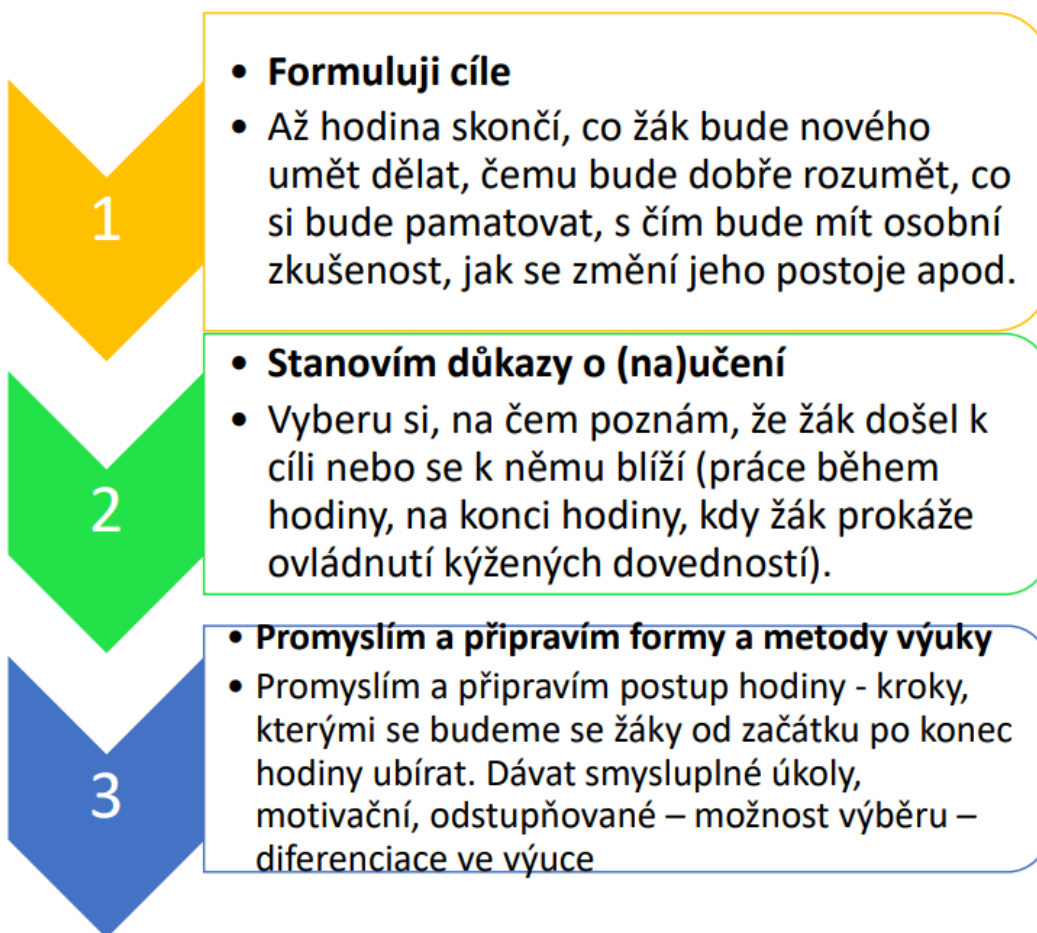 1
• Formuluji cíle
• Až hodina skončí, co žák bude nového
umět dělat, čemu bude dobře rozumět, co
si bude pamatovat, s čím bude mít osobní
zkušenost, jak se změní jeho postoje apod.
2
• Stanovím důkazy o (na)učení
• Vyberu si, na čem poznám, že žák došel k
cíli nebo se k němu blíží (práce během
hodiny, na konci hodiny, kdy žák prokáže
ovládnutí kýžených dovedností).
3
• Promyslím a připravím formy a metody výuky
• Promyslím a připravím postup hodiny - kroky,
kterými se budeme se žáky od začátku po konec
hodiny ubírat. Dávat smysluplné úkoly,
motivační, odstupňované – možnost výběru –
diferenciace ve výuce